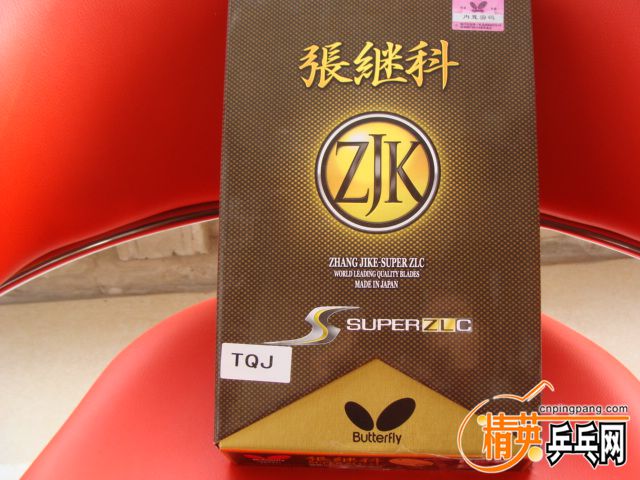 張継科
ZJK
ZHANG JIKE·SUPER ZLC
WORLD LEADING QUALITY BLADES
MADE IN JAPAN
S SUPER ZLC
TQJ
Butterfly
cnpingpang.com
精英乒乓网